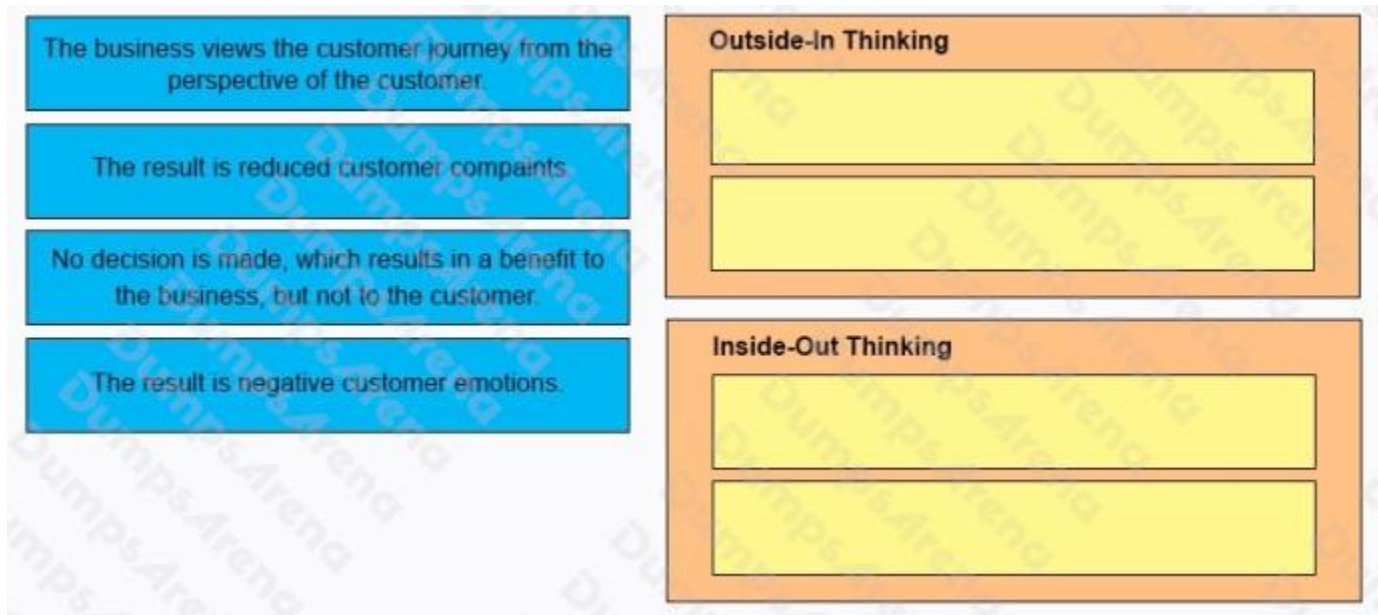 The business views the customer journey from the
perspective of the customer.
The result is reduced customer compaints.
No decision is made, which results in a benefit to
the business, but not to the customer.
The result is negative customer emotions.
Outside-In Thinking
Inside-Out Thinking
DumpsArena